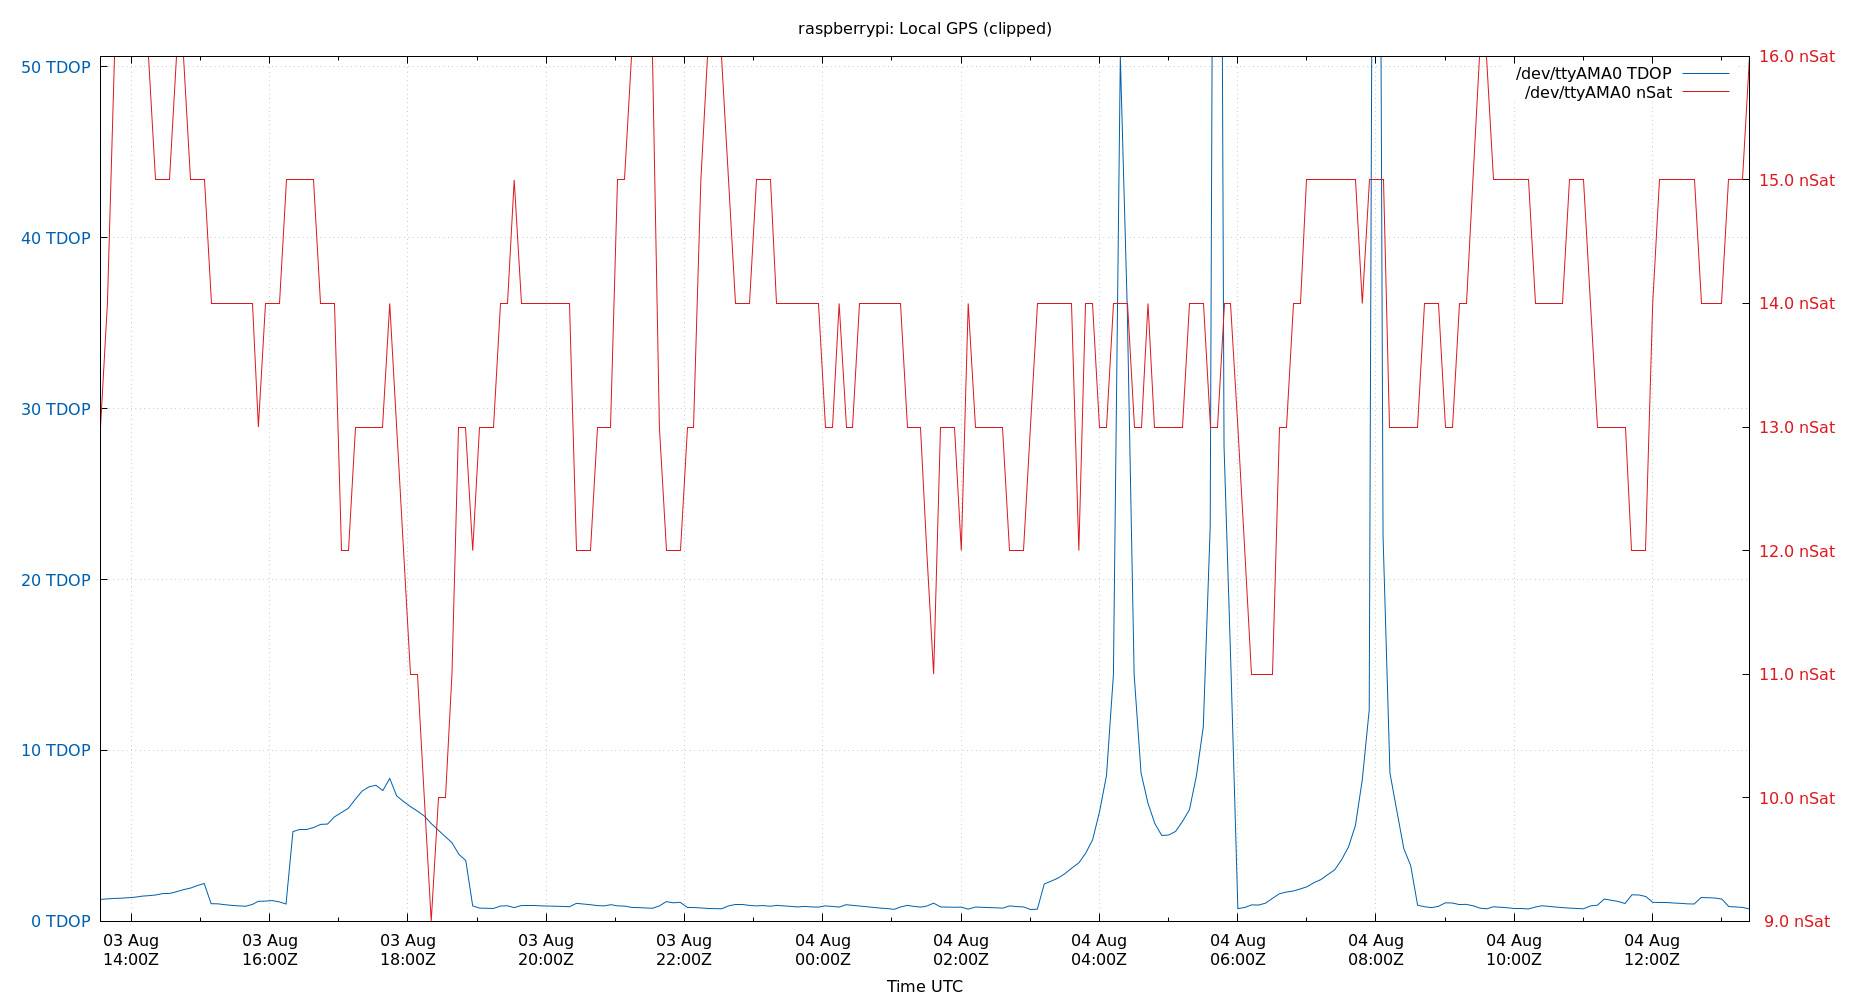 raspberrypi: Local GPS (clipped)
50 TDOP
40 TDOP
30 TDOP
20 TDOP
10 TDOP
0 TDOP
16.0 nSat
15.0 nSat
14.0 nSat
13.0 nSat
12.0 nSat
11.0 nSat
10.0 nSat
9.0 nSat
/dev/ttyAMA0 TDOP
/dev/ttyAMA0 nSat
03 Aug 03 Aug 03 Aug 03 Aug 03 Aug 04 Aug 04 Aug 04 Aug 04 Aug 04 Aug 04 Aug 04 Aug
14:00Z 16:00Z 18:00Z 20:00Z 22:00Z 00:00Z 02:00Z 04:00Z 06:00Z 08:00Z 10:00Z 12:00Z
Time UTC